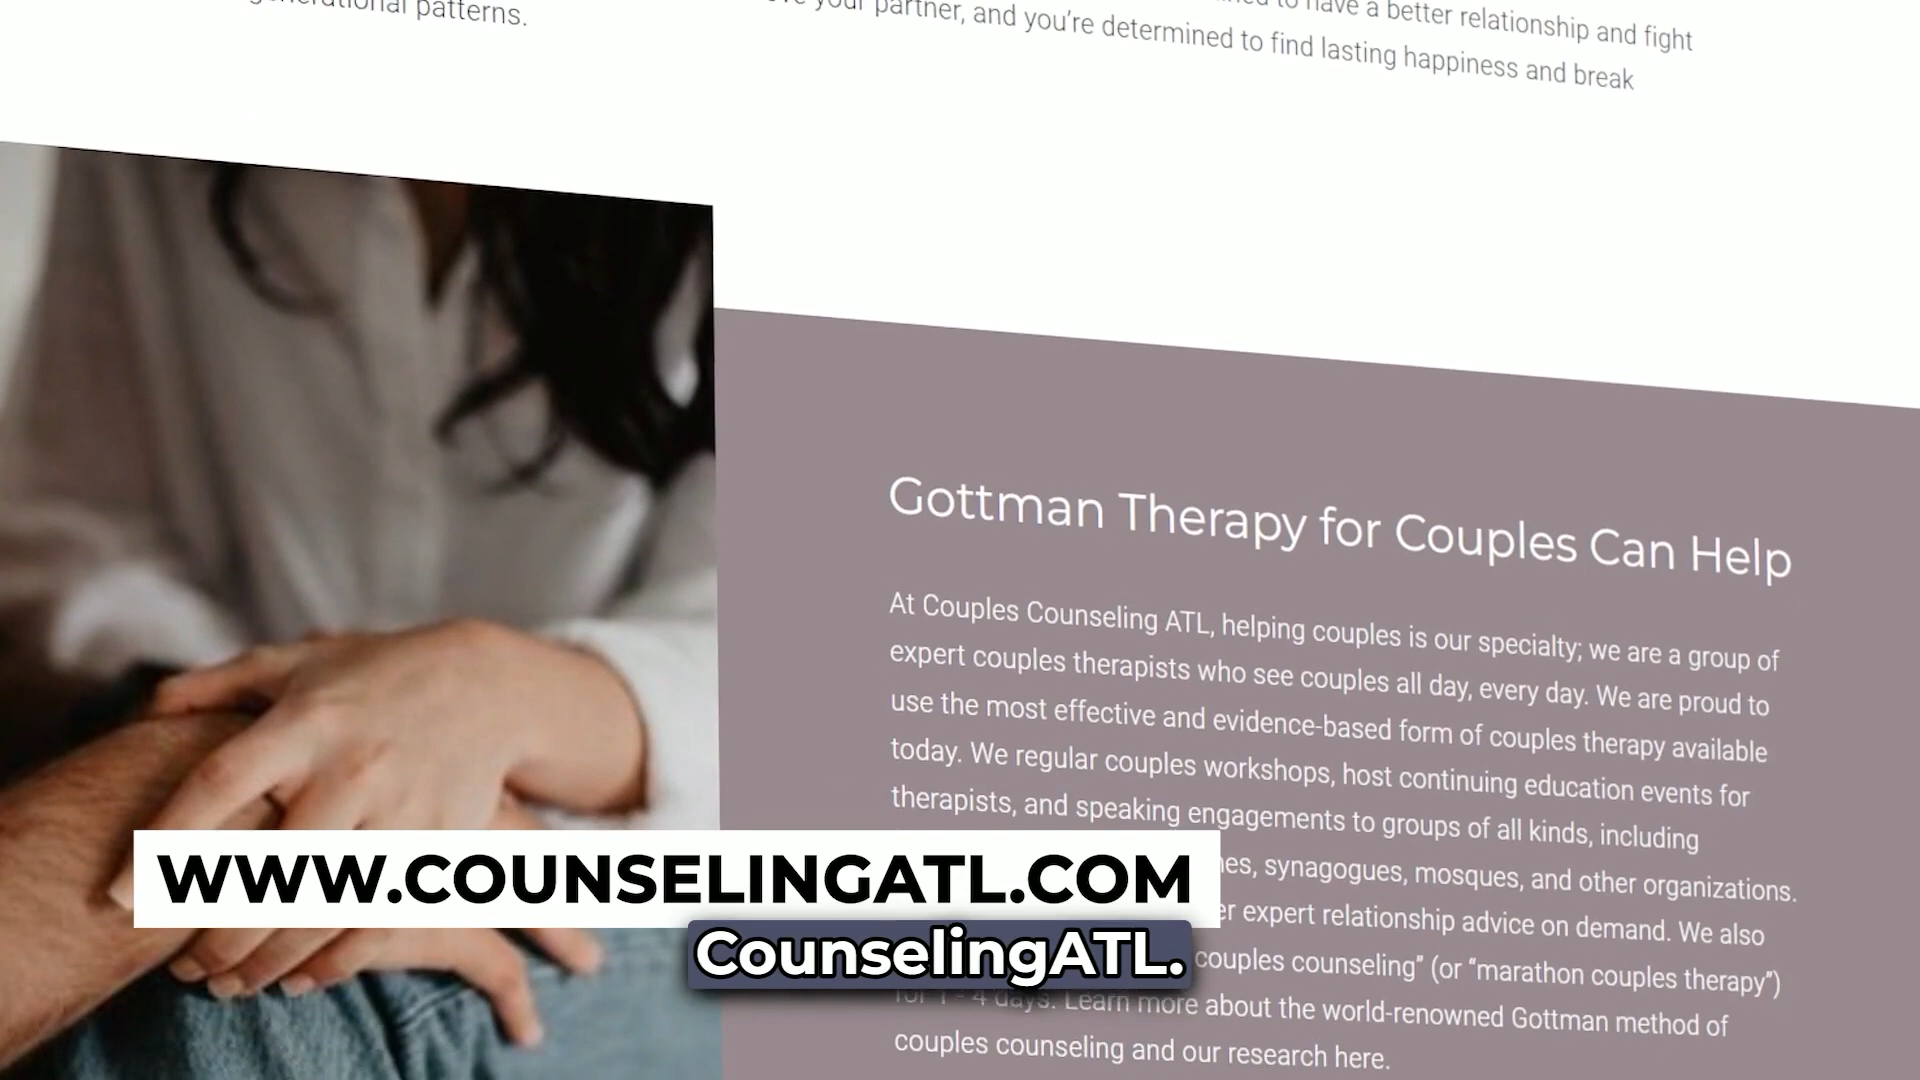 generational patterns.
to have a better relationship and fight
your partner, and you’re determined to find lasting happiness and break
Gottman Therapy for Couples Can Help
At Couples Counseling ATL, helping couples is our specialty; we are a group of
expert couples therapists who see couples all day, every day. We are proud to
use the most effective and evidence-based form of couples therapy available
today. We regular couples workshops, host continuing education events for
therapists, and speaking engagements to groups of all kinds, including
synagogues, mosques, and other organizations.
expert relationship advice on demand. We also
couples counseling” (or “marathon couples therapy”)
for 1 - 4 days. Learn more about the world-renowned Gottman method of
couples counseling and our research here.
WWW.COUNSELINGATL.COM
CounselingATL.